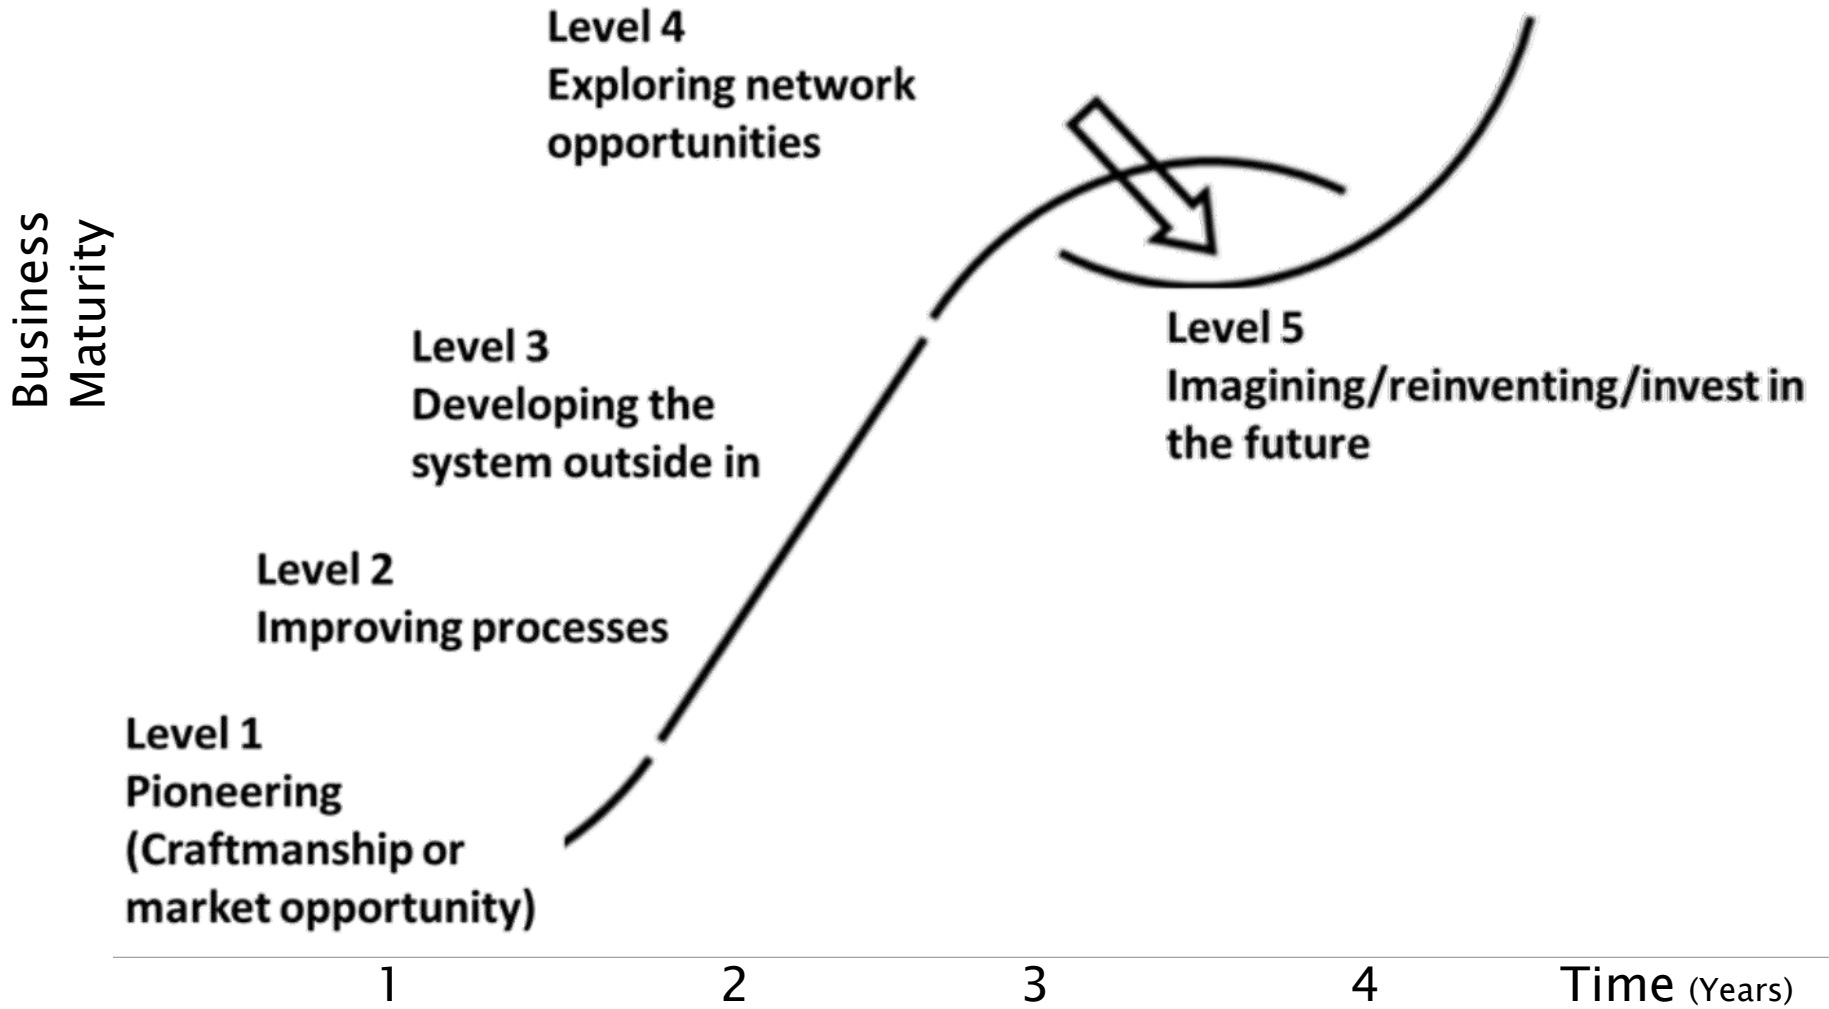 Level 4
Exploring network
opportunities
Business
Maturity
Level 3
Developing the
system outside in
Level 5
Imagining/reinventing/invest in
the future
Level 2
Improving processes
Level 1
Pioneering
(Craftmanship or
market opportunity)
1 2 3 4 Time (Years)